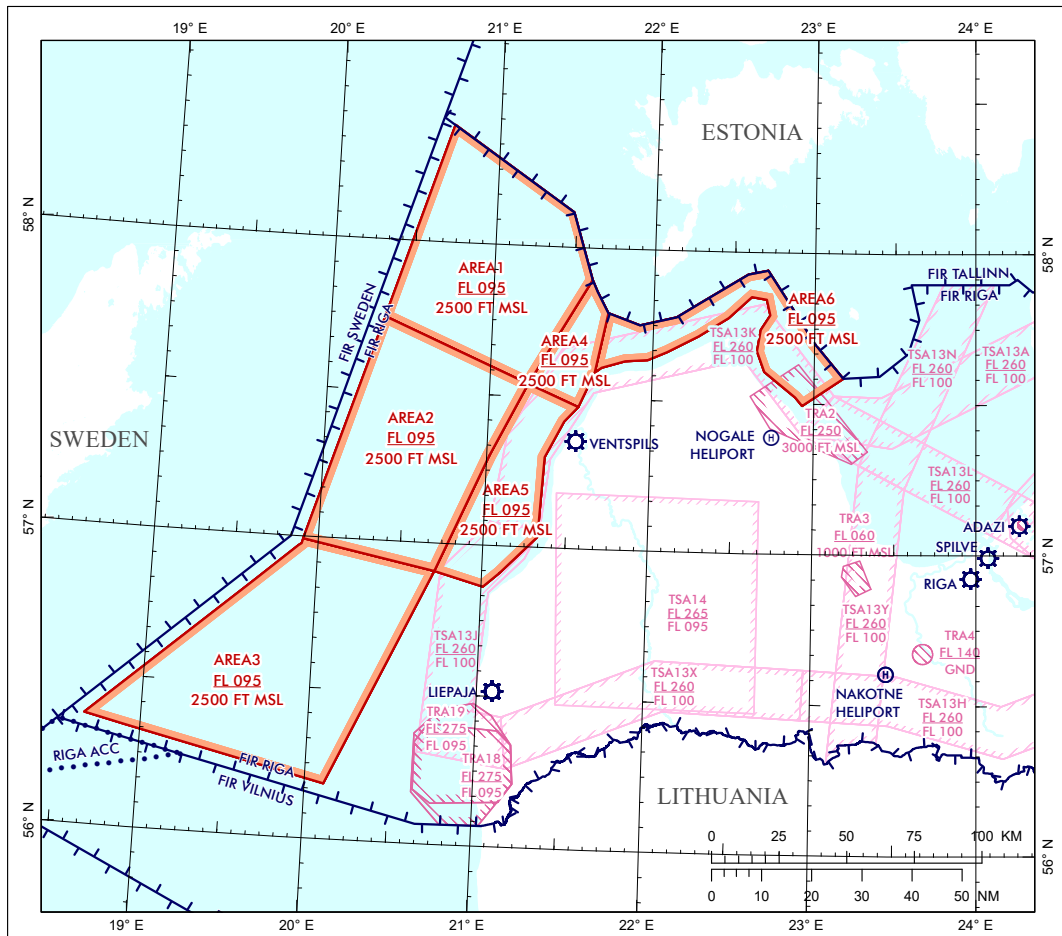 19° E
20° E
21° E
22° E
23° E
24° E
58° N
58° N
57° N
57° N
56° N
56° N
ESTONIA
SWEDEN
LITHUANIA
FIR SWEDEN
FIR RIGA
FIR TALLINN
FIR RIGA
AREA1
FL 095
2500 FT MSL
AREA4
FL 095
2500 FT MSL
AREA6
FL 095
2500 FT MSL
AREA2
FL 095
2500 FT MSL
AREA5
FL 095
2500 FT MSL
AREA3
FL 095
2500 FT MSL
TSA13K
FL 260
FL 100
TSA13N
FL 260
FL 100
TSA13A
FL 260
FL 100
TRA2
FL 250
3000 FT MSL
VENTSPILS
NOGALE
HELIPORT
TSA13L
FL 260
FL 100
ADAZI
SPILVE
RIGA
TRA3
FL 060
1000 FT MSL
TSA14
FL 265
FL 095
TSA13Y
FL 260
FL 100
TRA4
FL 140
GND
TSA13J
FL 260
FL 100
LIEPAJA
TSA13X
FL 260
FL 100
NAKOTNE
HELIPORT
TSA13H
FL 260
FL 100
TRA19
FL 275
FL 095
TRA18
FL 275
FL 095
RIGA ACC
FIR RIGA
FIR VILNIUS
0 25 50 75 100 KM
0 10 20 30 40 50 NM
19° E
20° E
21° E
22° E
23° E
24° E